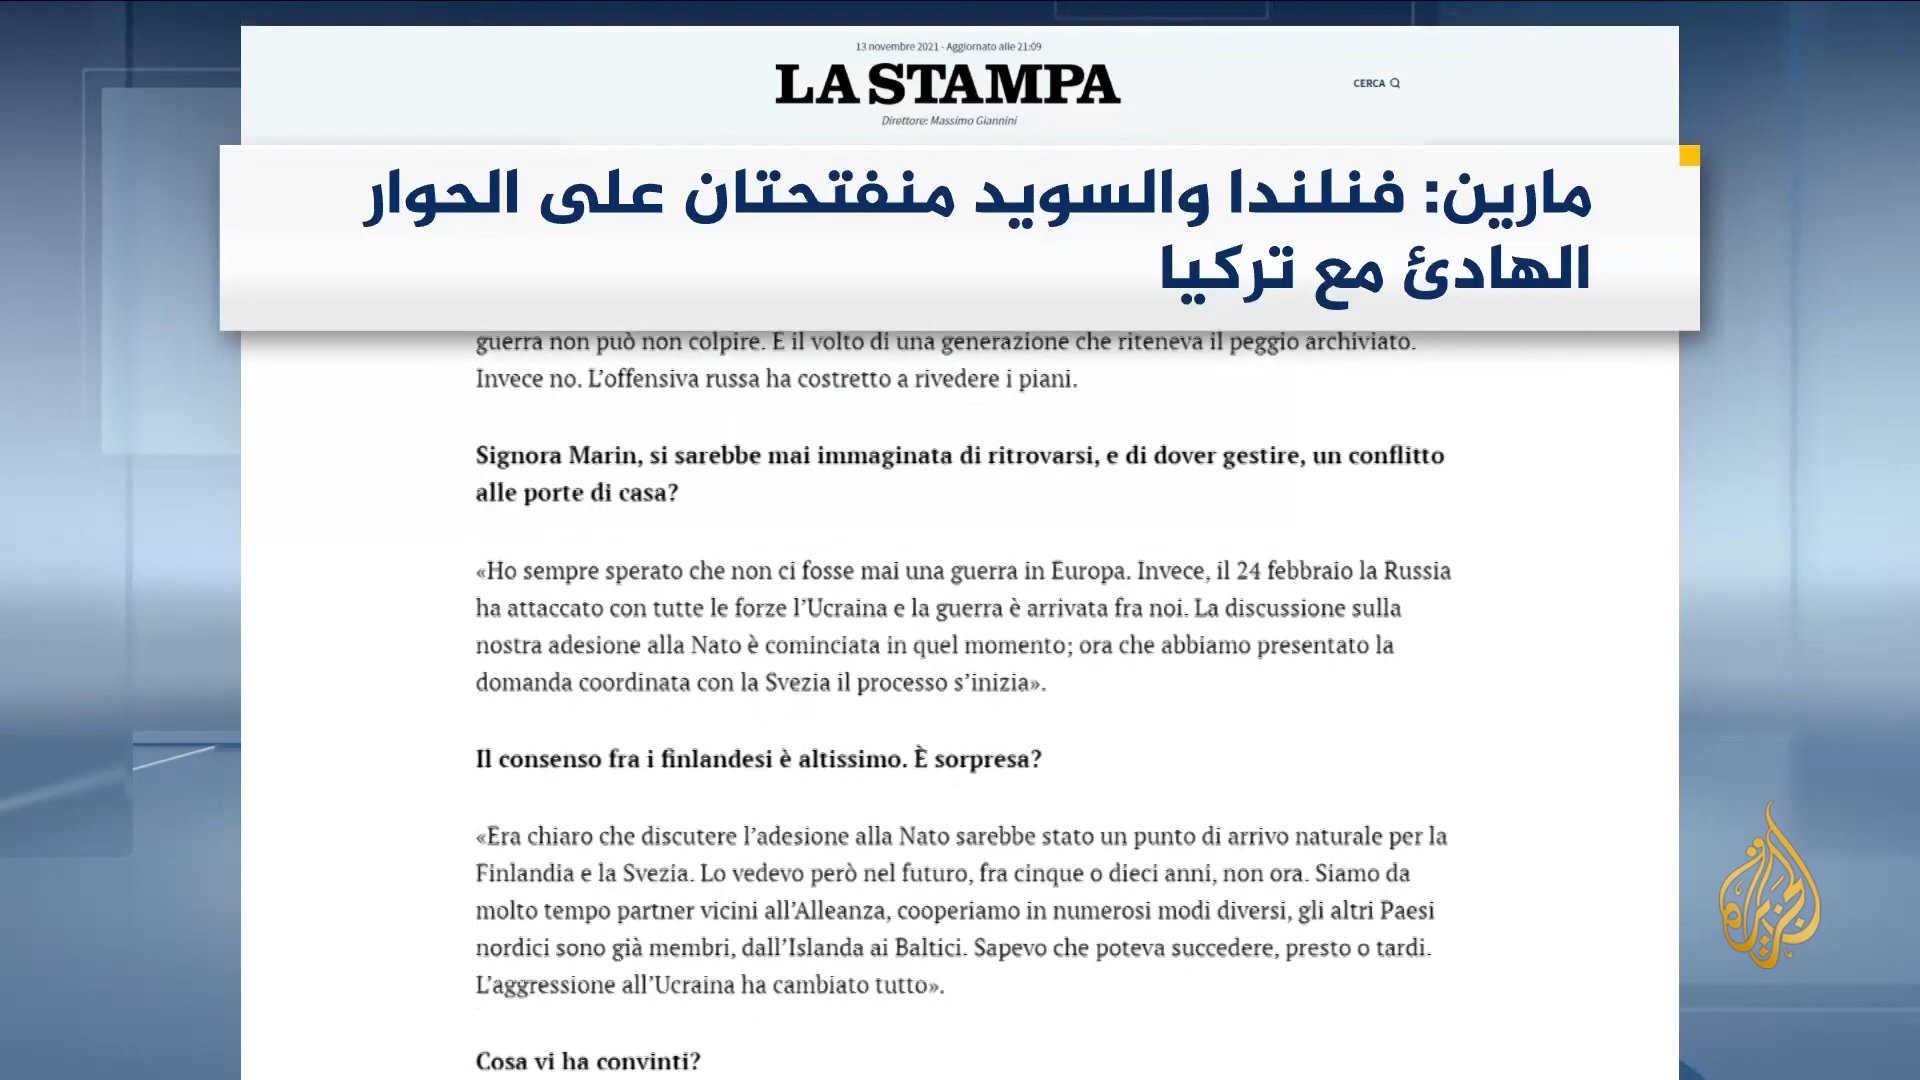 13 novembre 2021 - Aggiornato alle 21:09
LA STAMPA
CERCA
Direttore: Massimo Giannini
مارين: فنلندا والسويد منفتحتان على الحوار
الهادئ مع تركيا
guerra non può non colpire. È il volto di una generazione che riteneva il peggio archiviato.
Invece no. L’offensiva russa ha costretto a rivedere i piani.
Signora Marin, si sarebbe mai immaginata di ritrovarsi, e di dover gestire, un conflitto
alle porte di casa?
«Ho sempre sperato che non ci fosse mai una guerra in Europa. Invece, il 24 febbraio la Russia
ha attaccato con tutte le forze l’Ucraina e la guerra è arrivata fra noi. La discussione sulla
nostra adesione alla Nato è cominciata in quel momento; ora che abbiamo presentato la
domanda coordinata con la Svezia il processo s’inizia».
Il consenso fra i finlandesi è altissimo. È sorpresa?
«Era chiaro che discutere l’adesione alla Nato sarebbe stato un punto di arrivo naturale per la
Finlandia e la Svezia. Lo vedevo però nel futuro, fra cinque o dieci anni, non ora. Siamo da
molto tempo partner vicini all’Alleanza, cooperiamo in numerosi modi diversi, gli altri Paesi
nordici sono già membri, dall’Islanda ai Baltici. Sapevo che poteva succedere, presto o tardi.
L’aggressione all’Ucraina ha cambiato tutto».
Cosa vi ha convinti?
الجزيرة